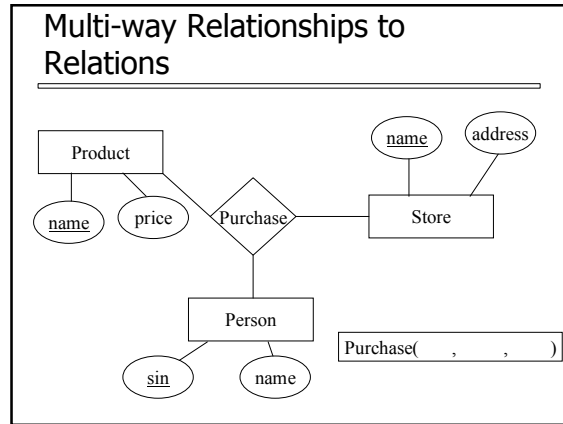 Multi-way Relationships to
Relations
name
address
Product
name
price
Purchase
Store
Person
sin
name
Purchase( , , )